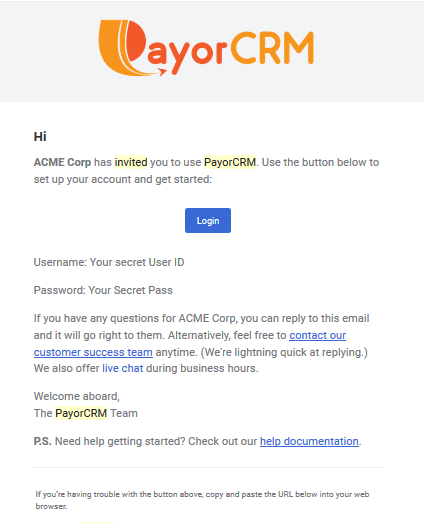 PayorCRM
Hi
ACME Corp has invited you to use PayorCRM. Use the button below to
set up your account and get started:
Login
Username: Your secret User ID
Password: Your Secret Pass
If you have any questions for ACME Corp, you can reply to this email
and it will go right to them. Alternatively, feel free to contact our
customer success team anytime. (We're lightning quick at replying.)
We also offer live chat during business hours.
Welcome aboard,
The PayorCRM Team
P.S. Need help getting started? Check out our help documentation.
If you're having trouble with the button above, copy and paste the URL below into your web
browser.